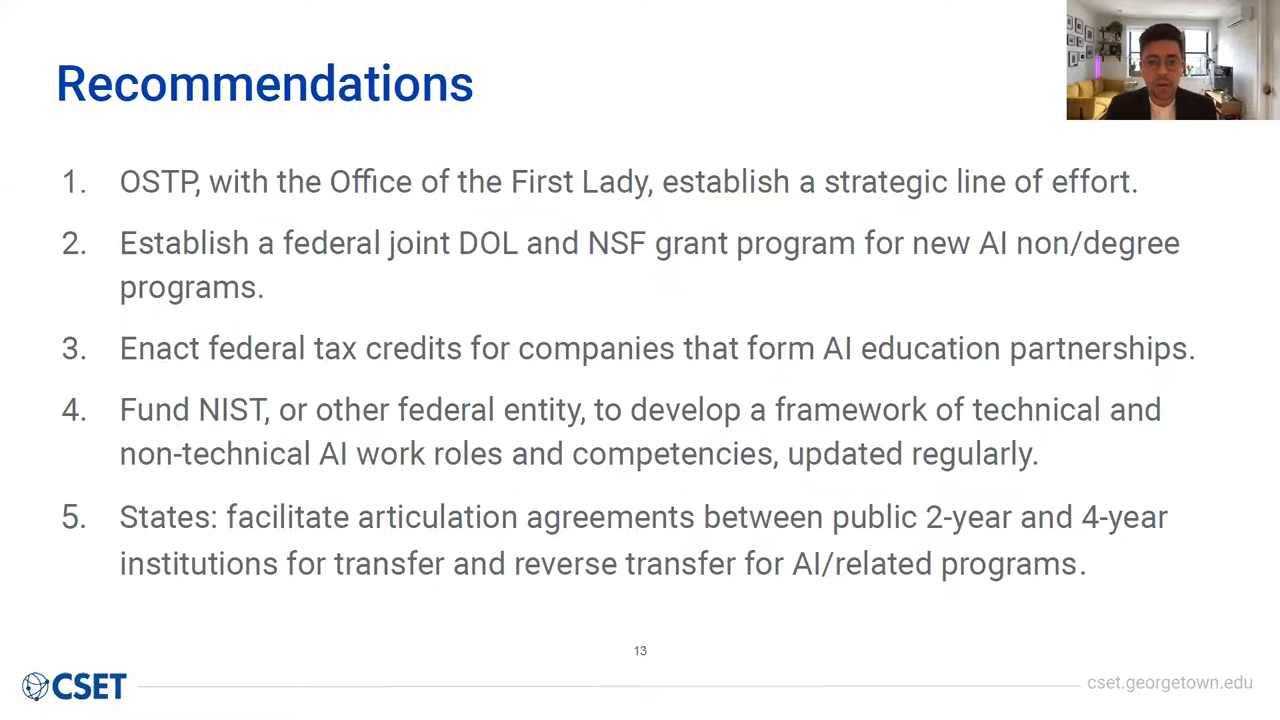 Recommendations
1. OSTP, with the Office of the First Lady, establish a strategic line of effort.
2. Establish a federal joint DOL and NSF grant program for new AI non/degree
programs.
3. Enact federal tax credits for companies that form AI education partnerships.
4. Fund NIST, or other federal entity, to develop a framework of technical and
non-technical AI work roles and competencies, updated regularly.
5. States: facilitate articulation agreements between public 2-year and 4-year
institutions for transfer and reverse transfer for AI/related programs.
13
CSET
cset.georgetown.edu